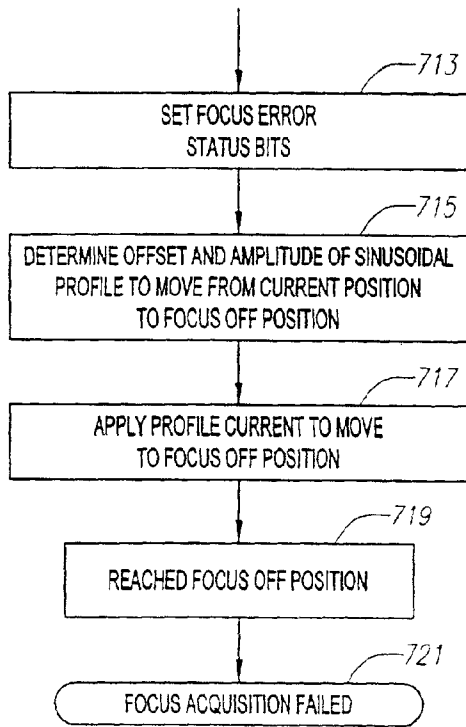 713
SET FOCUS ERROR
STATUS BITS
715
DETERMINE OFFSET AND AMPLITUDE OF SINUSOIDAL
PROFILE TO MOVE FROM CURRENT POSITION
TO FOCUS OFF POSITION
717
APPLY PROFILE CURRENT TO MOVE
TO FOCUS OFF POSITION
719
REACHED FOCUS OFF POSITION
721
FOCUS ACQUISITION FAILED